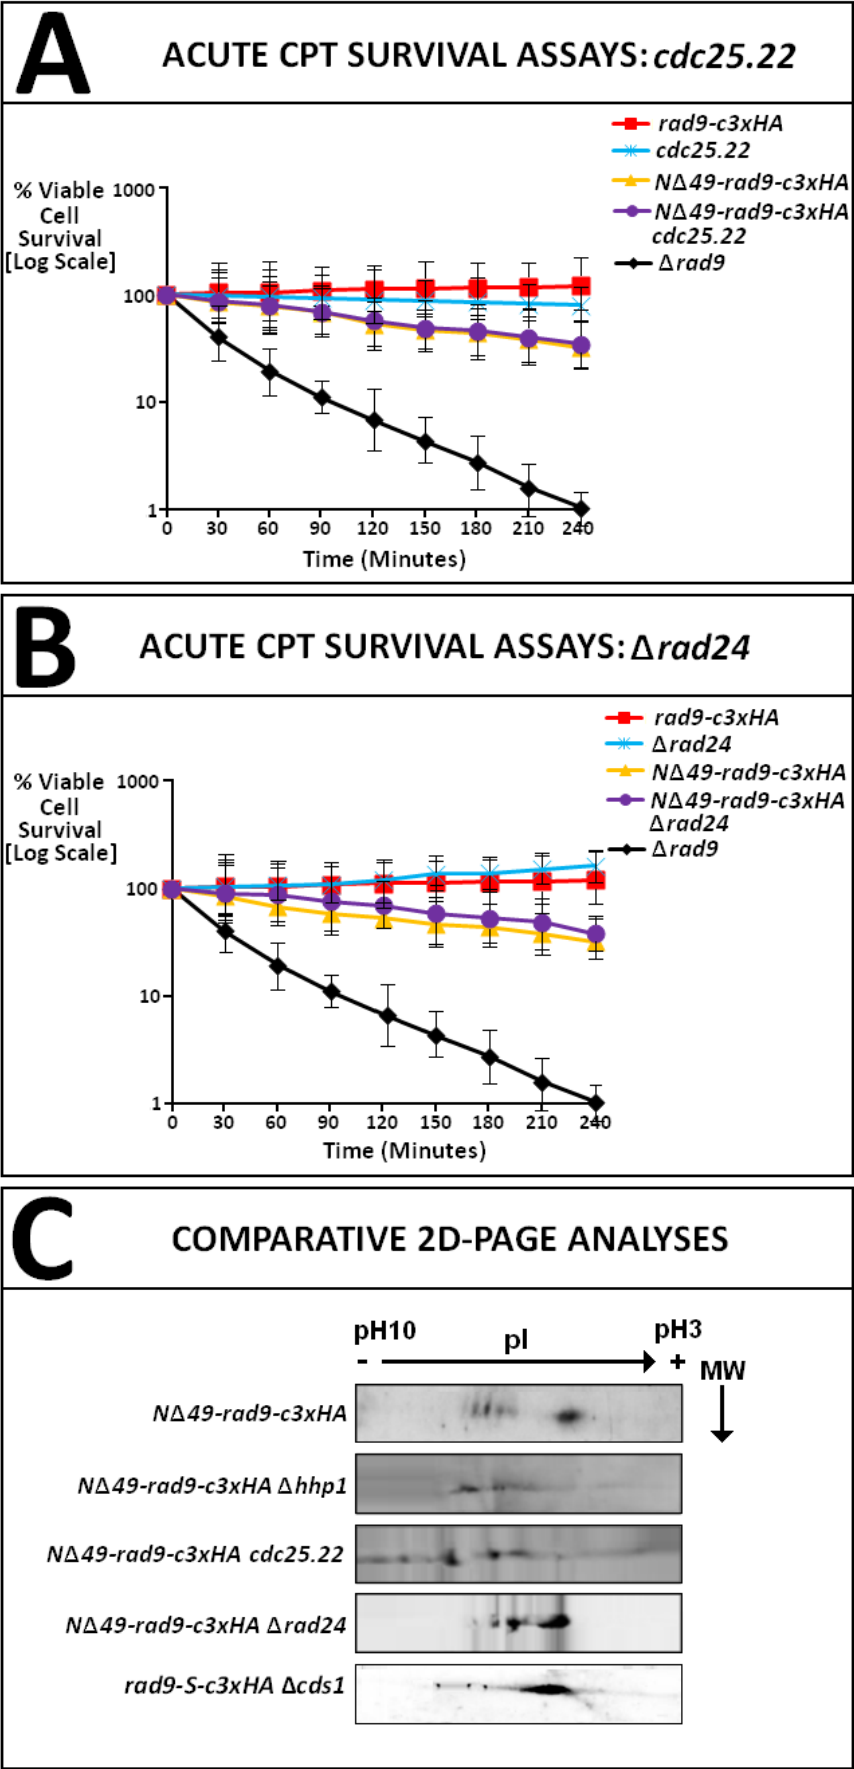 A
ACUTE CPT SURVIVAL ASSAYS: cdc25.22
rad9-c3xHA
cdc25.22
NΔ49-rad9-c3xHA
NΔ49-rad9-c3xHA
cdc25.22
Δrad9
% Viable
Cell
Survival
[Log Scale]
1000
100
10
1
0 30 60 90 120 150 180 210 240
Time (Minutes)
B
ACUTE CPT SURVIVAL ASSAYS: Δrad24
rad9-c3xHA
Δrad24
NΔ49-rad9-c3xHA
NΔ49-rad9-c3xHA
Δrad24
Δrad9
% Viable
Cell
Survival
[Log Scale]
1000
100
10
1
0 30 60 90 120 150 180 210 240
Time (Minutes)
C
COMPARATIVE 2D-PAGE ANALYSES
pH10 pI pH3
- +
MW
NΔ49-rad9-c3xHA
NΔ49-rad9-c3xHA Δhhp1
NΔ49-rad9-c3xHA cdc25.22
NΔ49-rad9-c3xHA Δrad24
rad9-S-c3xHA Δcds1